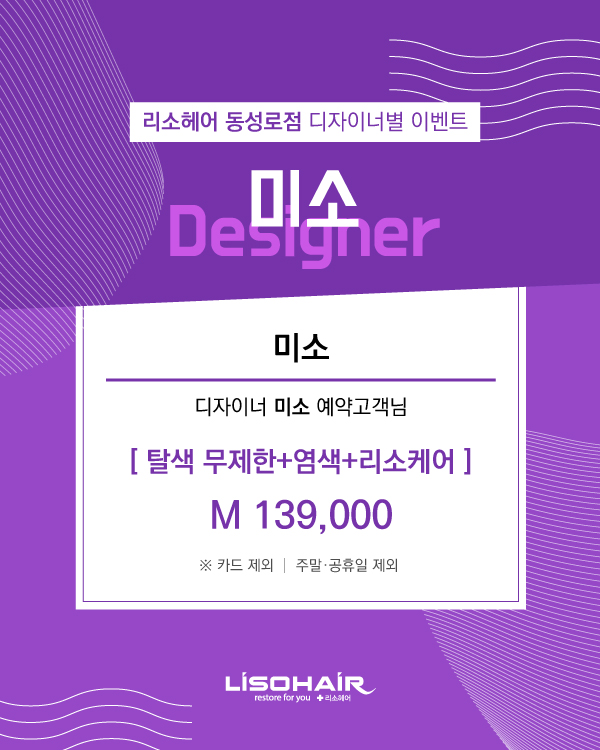 리소헤어 동성로점 디자이너별 이벤트
미소
Designer
미소
디자이너 미소 예약고객님
[ 탈색 무제한+염색+리소케어 ]
M 139,000
※ 카드 제외 | 주말·공휴일 제외
LISOHAIR
restore for you +리소헤어